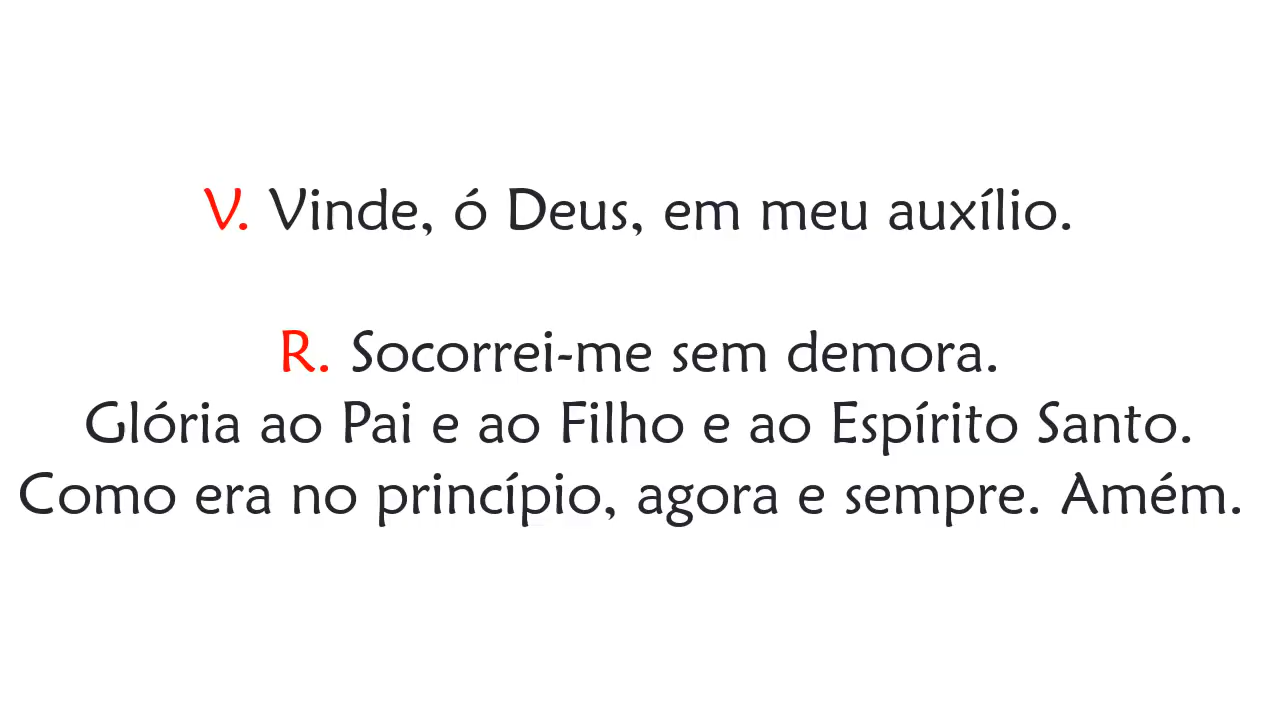 V. Vinde, ó Deus, em meu auxílio.
R. Socorrei-me sem demora.
Glória ao Pai e ao Filho e ao Espírito Santo.
Como era no princípio, agora e sempre. Amém.